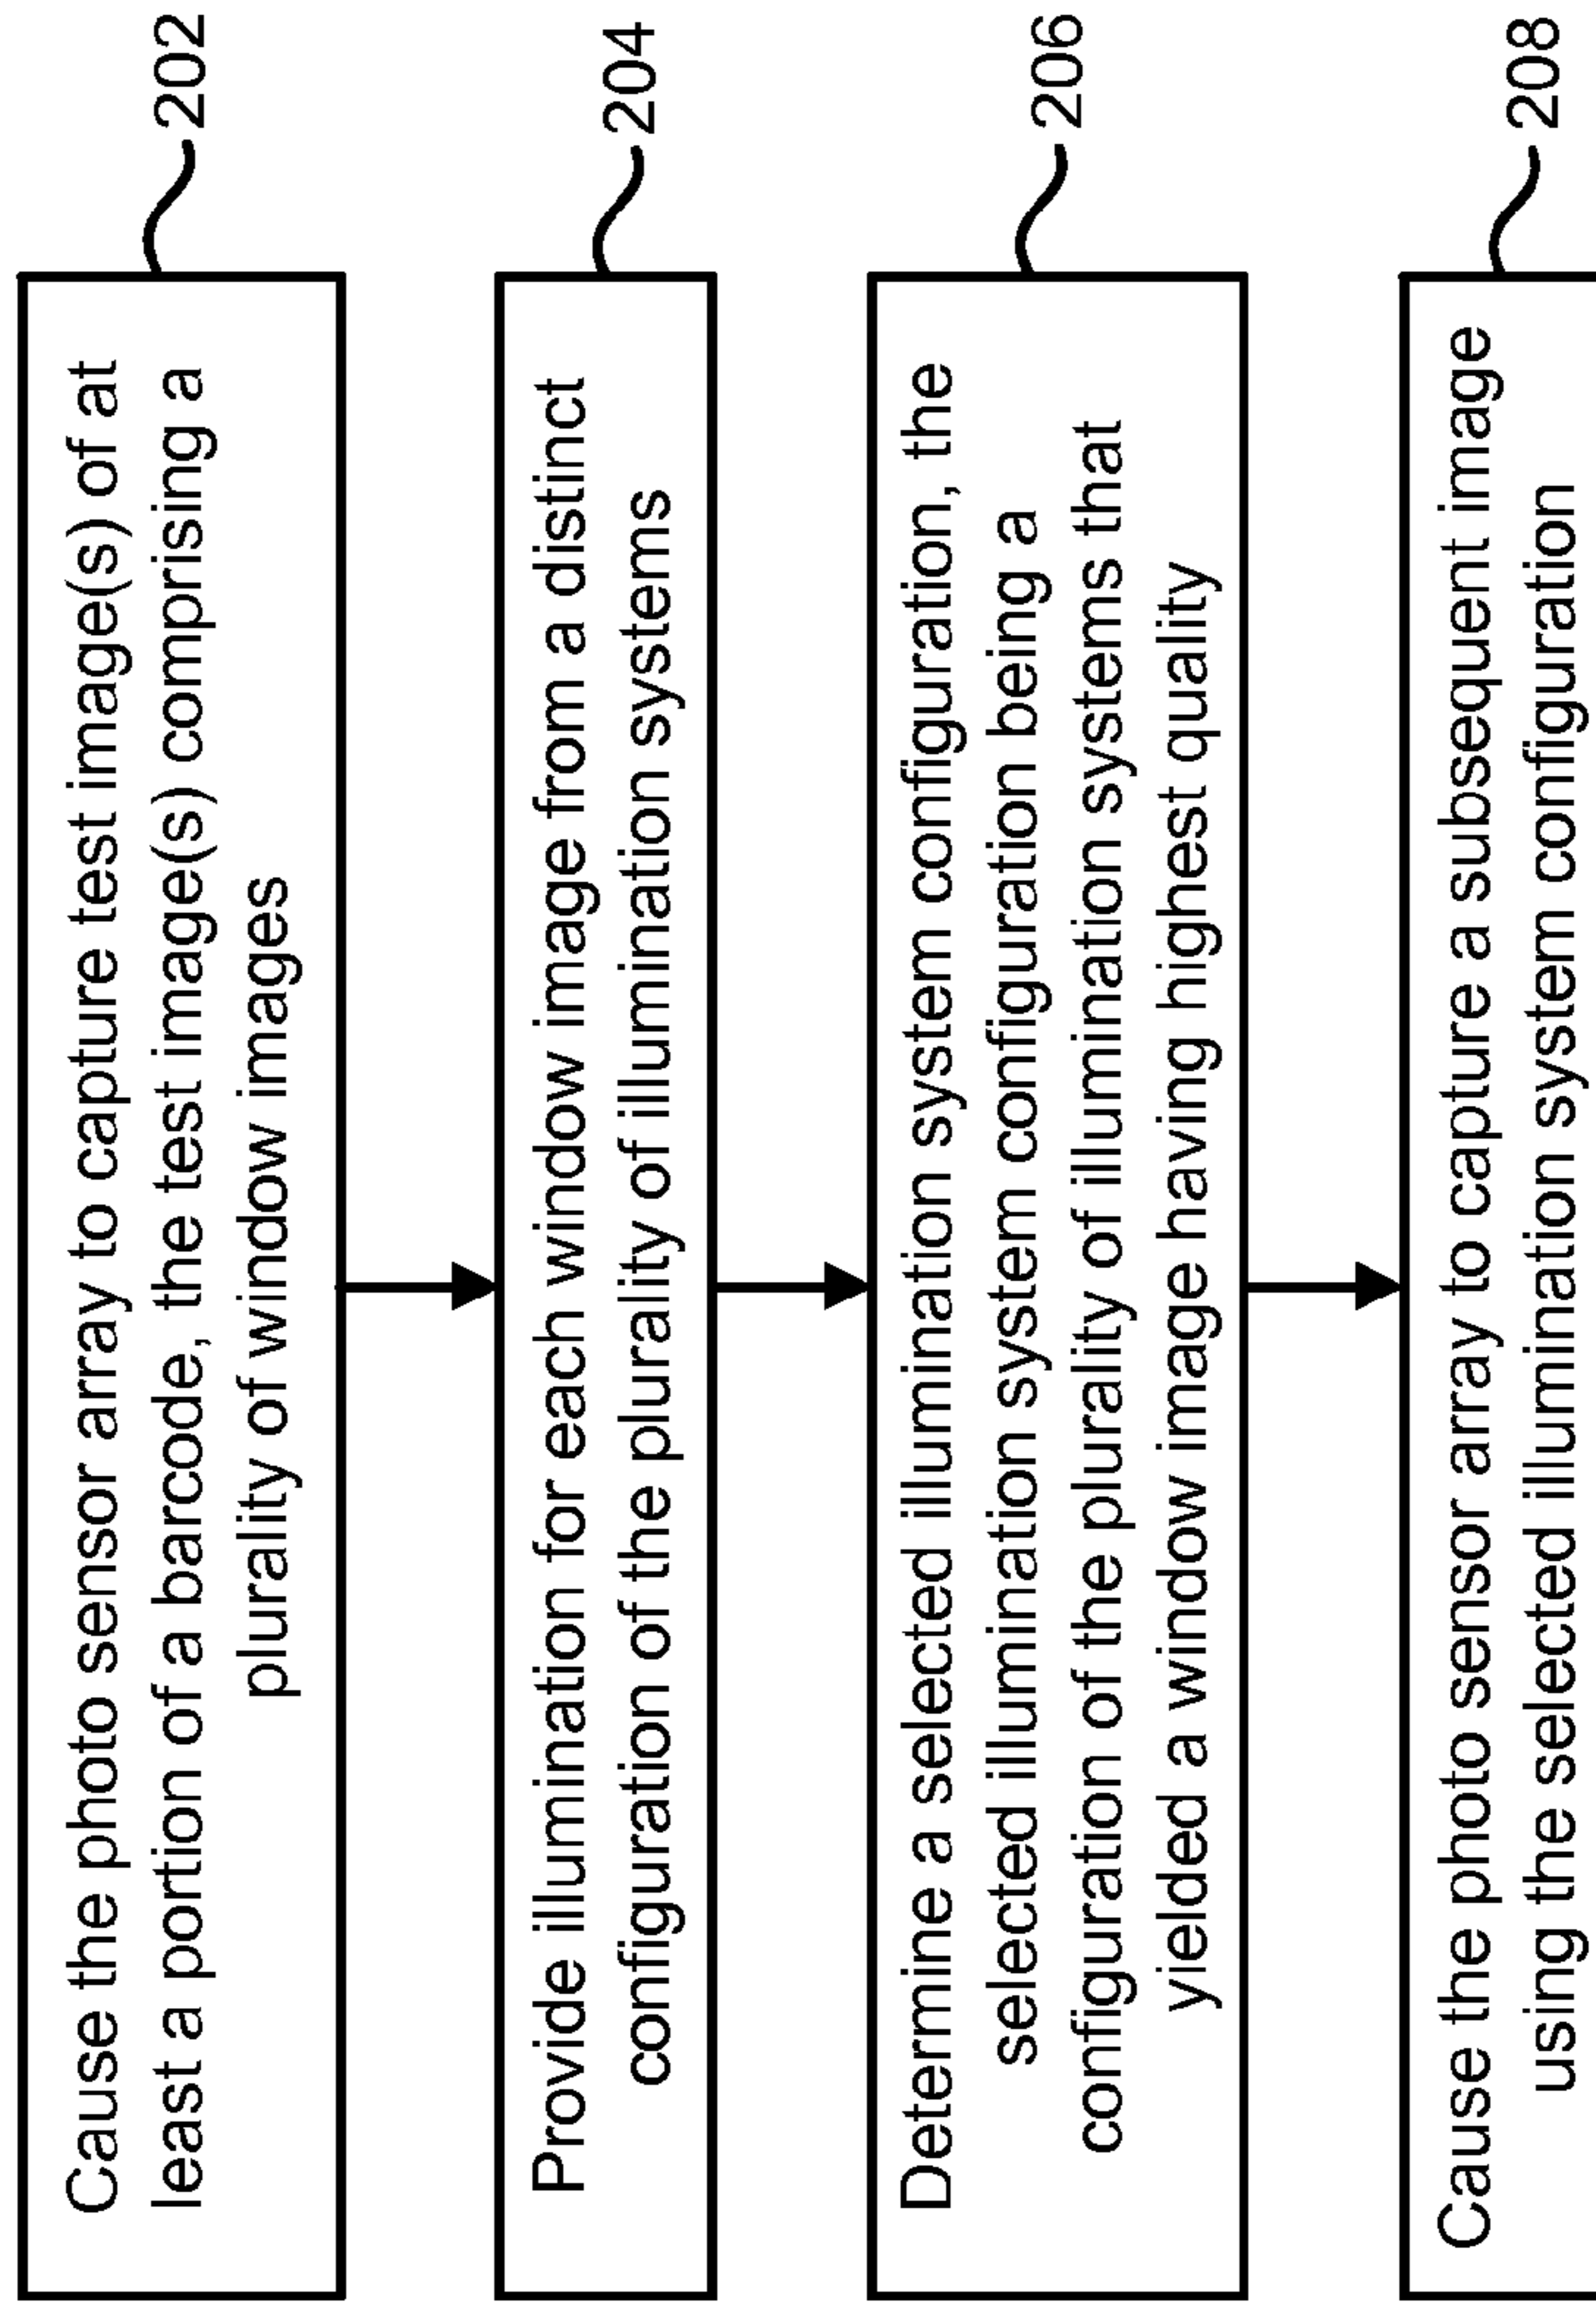 Cause the photo sensor array to capture test image(s) of at
least a portion of a barcode, the test image(s) comprising a
plurality of window images
202
Provide illumination for each window image from a distinct
configuration of the plurality of illumination systems
204
Determine a selected illumination system configuration, the
selected illumination system configuration being a
configuration of the plurality of illumination systems that
yielded a window image having highest quality
206
Cause the photo sensor array to capture a subsequent image
using the selected illumination system configuration
208